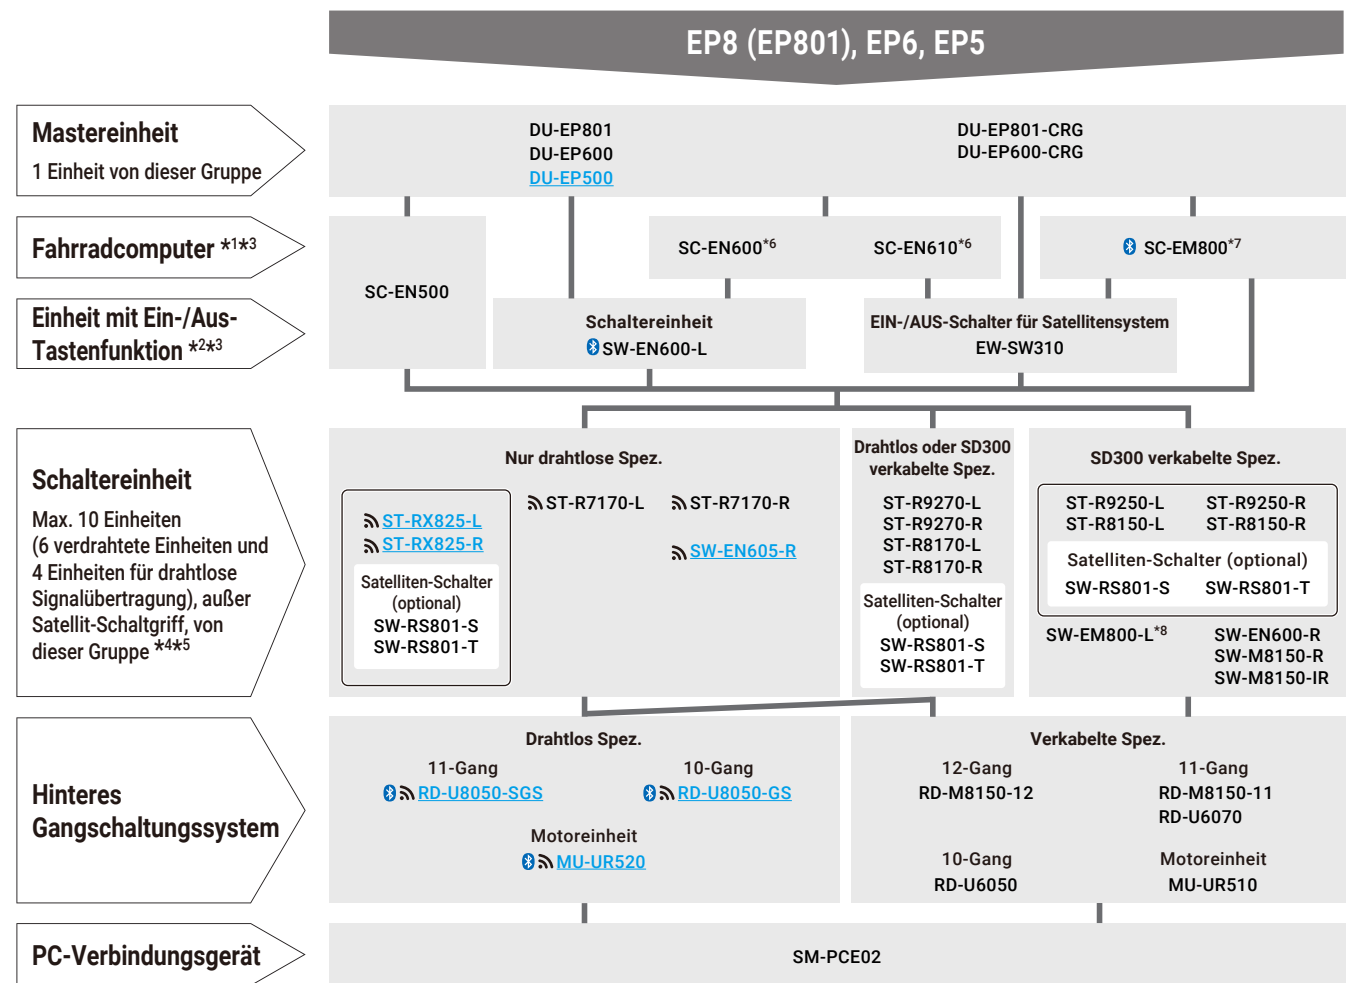 EP8 (EP801), EP6, EP5
Mastereinheit
1 Einheit von dieser Gruppe
DU-EP801
DU-EP600
DU-EP500
DU-EP801-CRG
DU-EP600-CRG
Fahrradcomputer *1*3
SC-EN500
SC-EN600*6
SC-EN610*6
SC-EM800*7
Einheit mit Ein-/Aus-
Tastenfunktion *2*3
Schaltereinheit
SW-EN600-L
EIN-/AUS-Schalter für Satellitensystem
EW-SW310
Schaltereinheit
Max. 10 Einheiten
(6 verdrahtete Einheiten und
4 Einheiten für drahtlose
Signalübertragung), außer
Satellit-Schaltgriff, von
dieser Gruppe *4*5
Nur drahtlose Spez.
ST-RX825-L
ST-RX825-R
Satelliten-Schalter
(optional)
SW-RS801-S
SW-RS801-T
ST-R7170-L
ST-R7170-R
SW-EN605-R
Drahtlos oder SD300
verkabelte Spez.
ST-R9270-L
ST-R9270-R
ST-R8170-L
ST-R8170-R
Satelliten-Schalter
(optional)
SW-RS801-S
SW-RS801-T
SD300 verkabelte Spez.
ST-R9250-L ST-R9250-R
ST-R8150-L ST-R8150-R
Satelliten-Schalter (optional)
SW-RS801-S SW-RS801-T
SW-EM800-L*8
SW-EN600-R
SW-M8150-R
SW-M8150-IR
Hinteres
Gangschaltungssystem
Drahtlos Spez.
11-Gang
RD-U8050-SGS
10-Gang
RD-U8050-GS
Motoreinheit
MU-UR520
Verkabelte Spez.
12-Gang
RD-M8150-12
11-Gang
RD-M8150-11
RD-U6070
10-Gang
RD-U6050
Motoreinheit
MU-UR510
PC-Verbindungsgerät
SM-PCE02